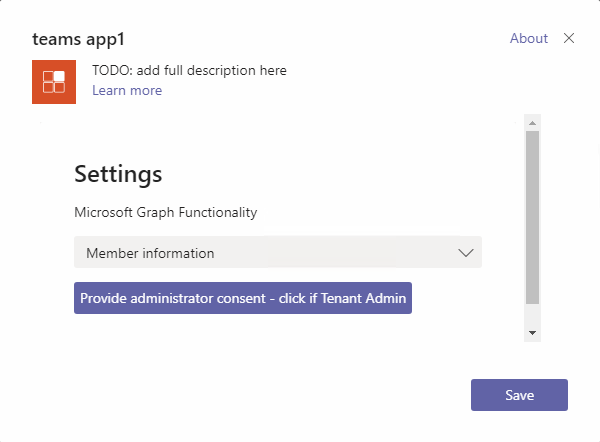 teams app1
About
TODO: add full description here
Learn more
Settings
Microsoft Graph Functionality
Member information
Provide administrator consent - click if Tenant Admin
Save